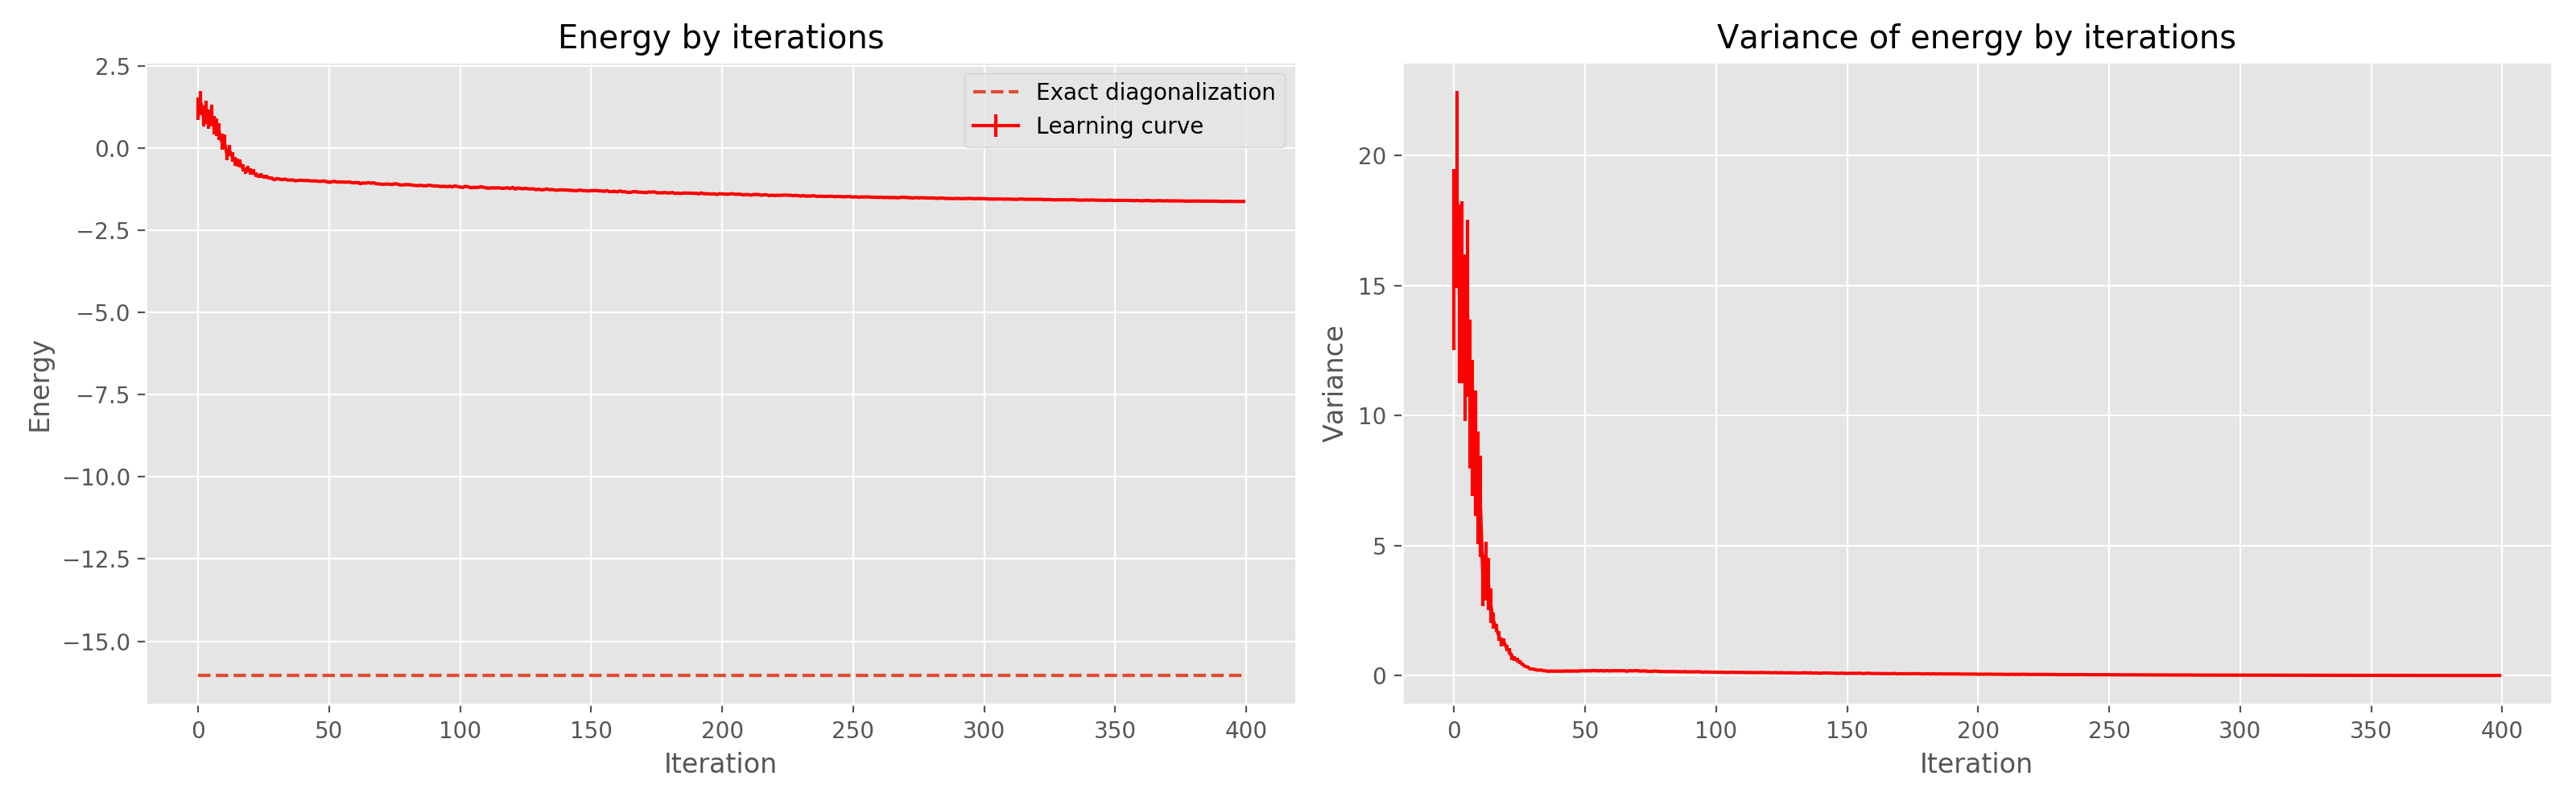 Energy by iterations
2.5
0.0
−2.5
−5.0
−7.5
−10.0
−12.5
−15.0
Energy
Exact diagonalization
Learning curve
0 50 100 150 200 250 300 350 400
Iteration
Variance of energy by iterations
20
15
10
5
0
Variance
0 50 100 150 200 250 300 350 400
Iteration